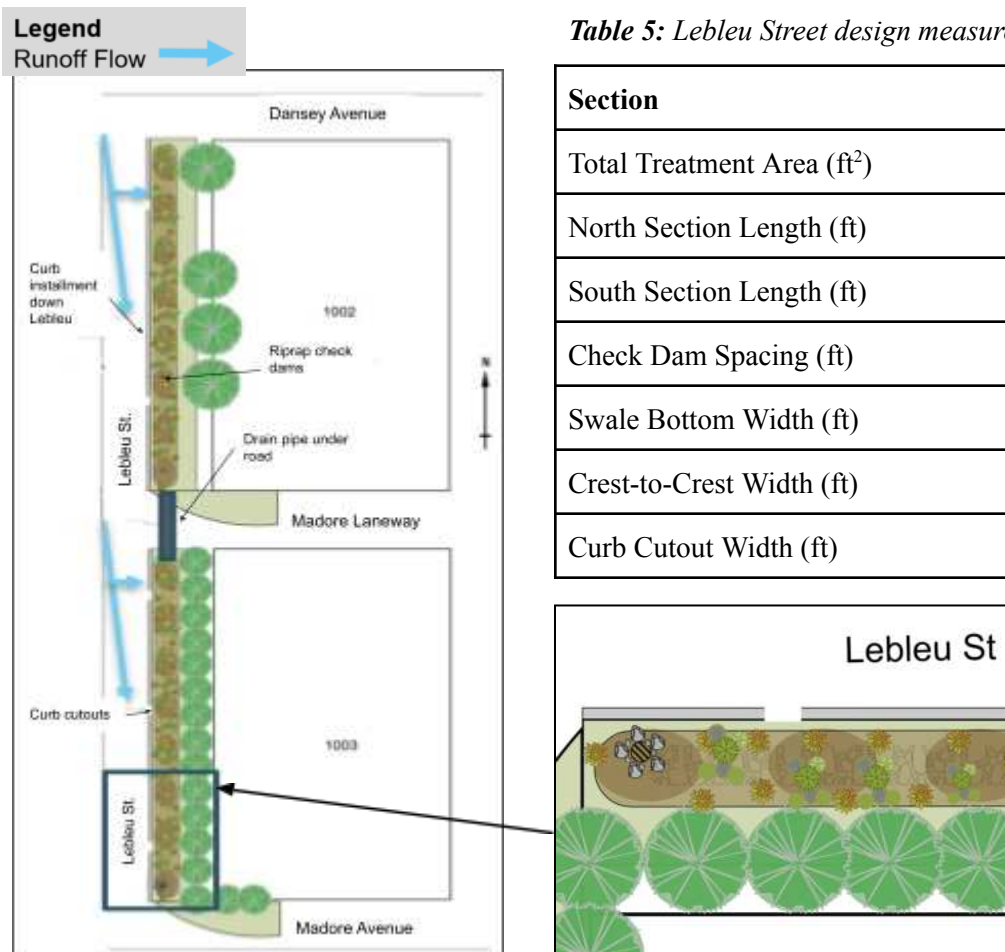 Legend
Runoff Flow
Dansey Avenue
Curb
installment
down
Lebleu
1002
Riprap check
dams
N
Lebleu St.
Drain pipe under
road
Madore Laneway
Curb cutouts
1003
Lebleu St.
Madore Avenue
Table 5: Lebleu Street design measur
Section
Total Treatment Area (ft²)
North Section Length (ft)
South Section Length (ft)
Check Dam Spacing (ft)
Swale Bottom Width (ft)
Crest-to-Crest Width (ft)
Curb Cutout Width (ft)
Lebleu St